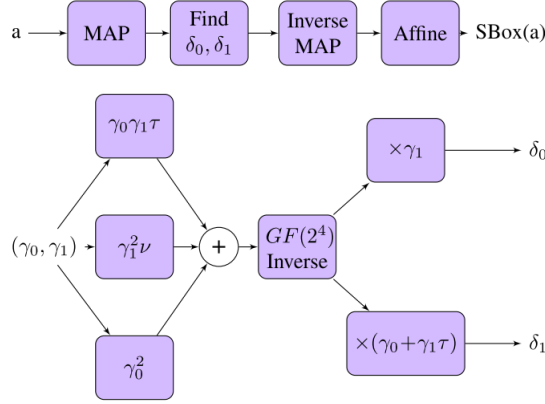 a
MAP
Find
δ₀, δ₁
Inverse
MAP
Affine
SBox(a)
γ₀γ₁τ
×γ₁
δ₀
(γ₀, γ₁)
γ₁²ν
+
GF(2⁴)
Inverse
γ₀²
×(γ₀+γ₁τ)
δ₁